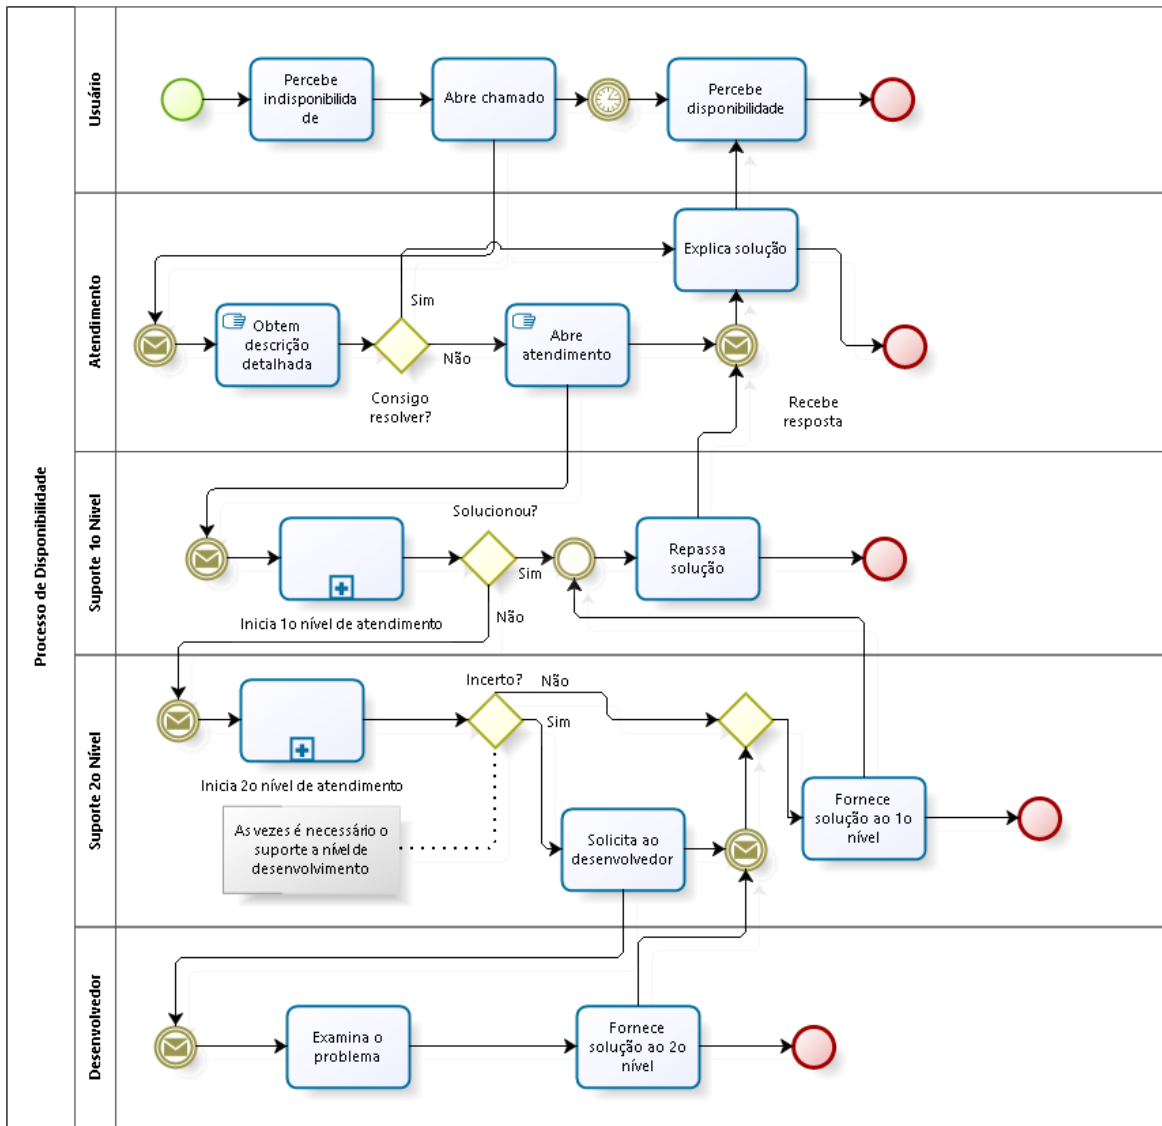 Processo de Disponibilidade
Usuário
Percebe
indisponibilida
de
Abre chamado
Percebe
disponibilidade
Atendimento
Explica solução
Sim
Obtem
descrição
detalhada
Não
Abre
atendimento
Consigo
resolver?
Recebe
resposta
Suporte 1o Nivel
Solucionou?
Sim
Repassa
solução
Não
Inicia 1o nível de atendimento
Suporte 2o Nível
Incerto?
Não
Sim
Inicia 2o nível de atendimento
As vezes é necessário o
suporte a nível de
desenvolvimento
Solicita ao
desenvolvedor
Fornece
solução ao 1o
nível
Desenvolvedor
Examina o
problema
Fornece
solução ao 2o
nível